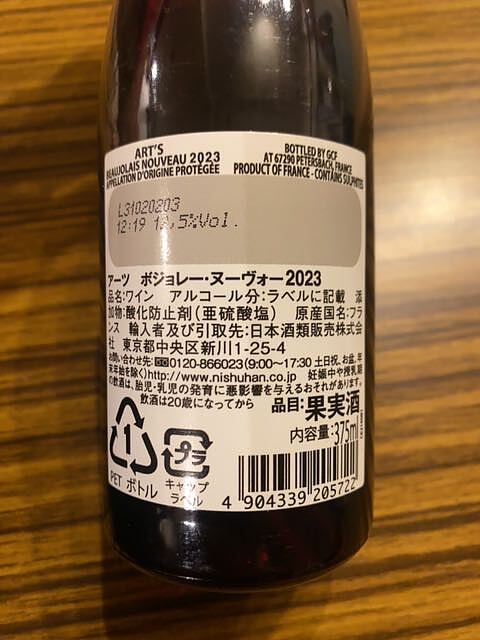 ART'S
BEAUJOLAIS NOUVEAU 2023
APPELLATION D'ORIGINE PROTÉGÉE
BOTTLED BY GCF
AT 67290 PETERSBACH, FRANCE
PRODUCT OF FRANCE - CONTAINS SULPHITES
L31020203
12:19 12,5%Vol.
アーツ ボジョレー・ヌーヴォー2023
品名:ワイン アルコール分:ラベルに記載 添
加物:酸化防止剤(亜硫酸塩) 原産国名:フラ
ンス 輸入者及び引取先:日本酒類販売株式会
社 東京都中央区新川1-25-4
お問い合わせ先:0120-866023(9:00〜17:30 土日祝、お盆、年
末年始を除く)http://www.nishuhan.co.jp 妊娠中や授乳期
の飲酒は、胎児・乳児の発育に悪影響を与えるおそれがあります。
飲酒は20歳になってから 品目:果実酒
内容量:375ml
1
PET ボトル
プラ
キャップ
ラベル
4 904339 205722